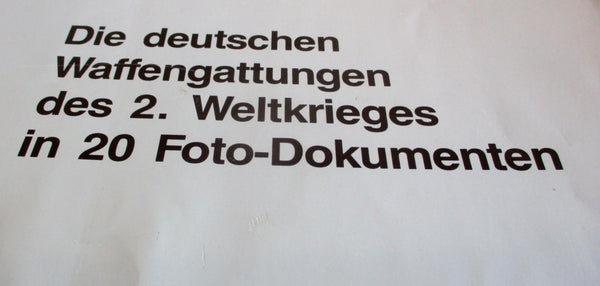 Die deutschen
Waffengattungen
des 2. Weltkrieges
in 20 Foto-Dokumenten